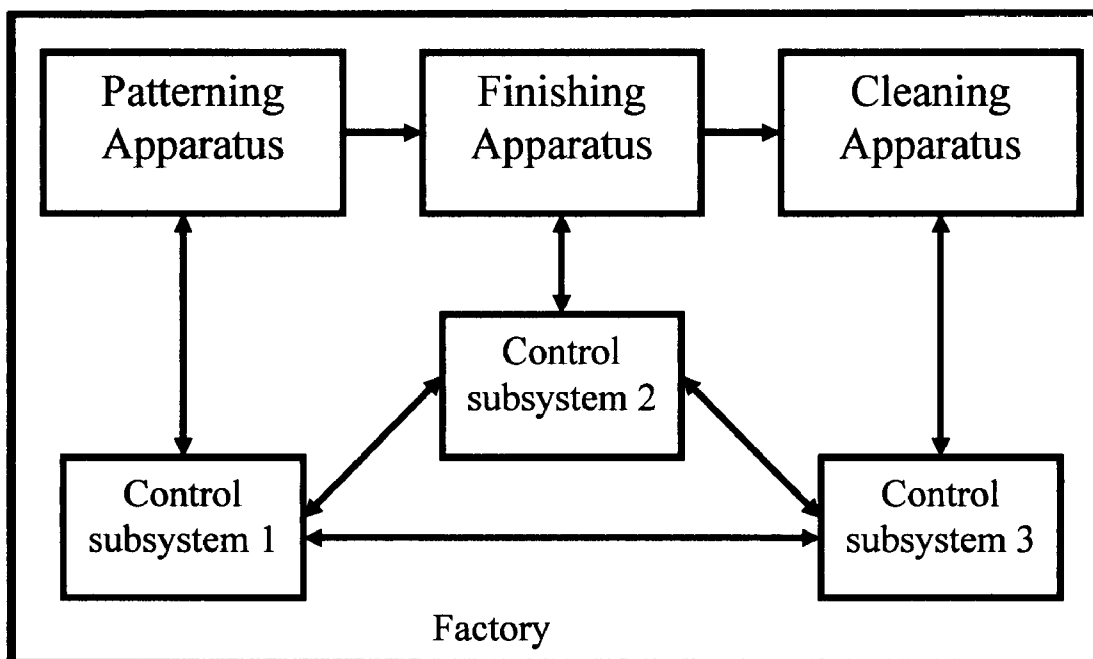 Patterning
Apparatus
Finishing
Apparatus
Cleaning
Apparatus
Control
subsystem 2
Control
subsystem 1
Control
subsystem 3
Factory